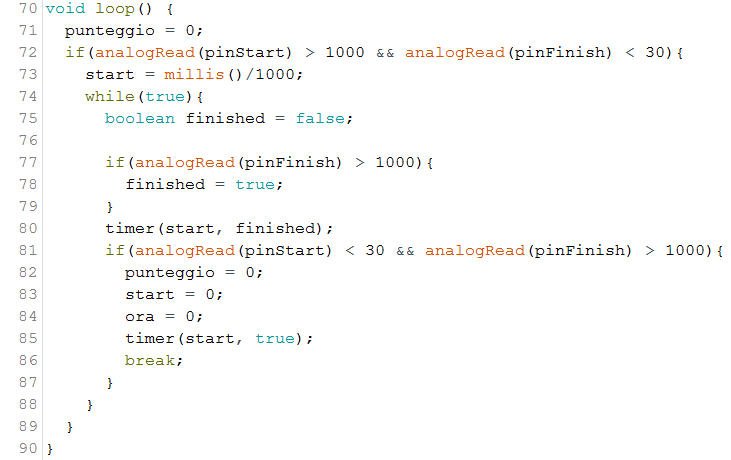 70 void loop() {
71   punteggio = 0;
72   if(analogRead(pinStart) > 1000 && analogRead(pinFinish) < 30){
73     start = millis()/1000;
74     while(true){
75       boolean finished = false;
76
77       if(analogRead(pinFinish) > 1000){
78         finished = true;
79       }
80       timer(start, finished);
81       if(analogRead(pinStart) < 30 && analogRead(pinFinish) > 1000){
82         punteggio = 0;
83         start = 0;
84         ora = 0;
85         timer(start, true);
86         break;
87       }
88     }
89   }
90 }